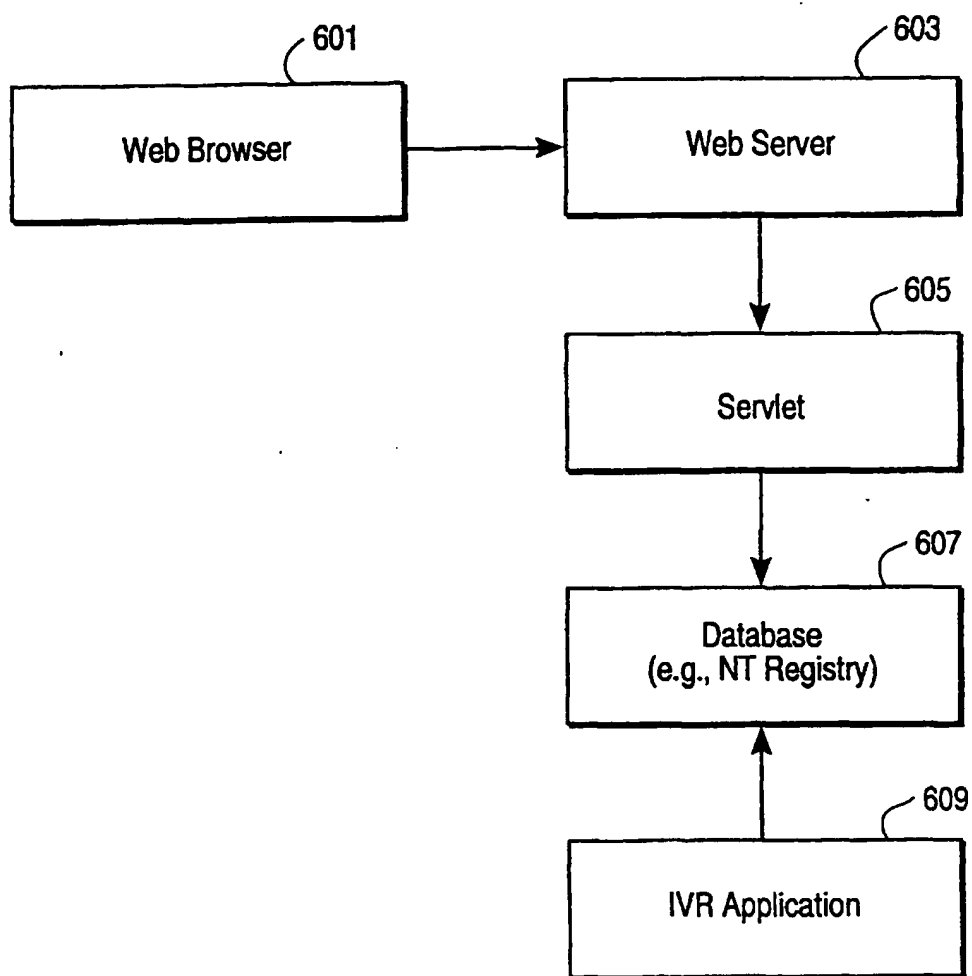 601
Web Browser
603
Web Server
605
Servlet
607
Database
(e.g., NT Registry)
609
IVR Application